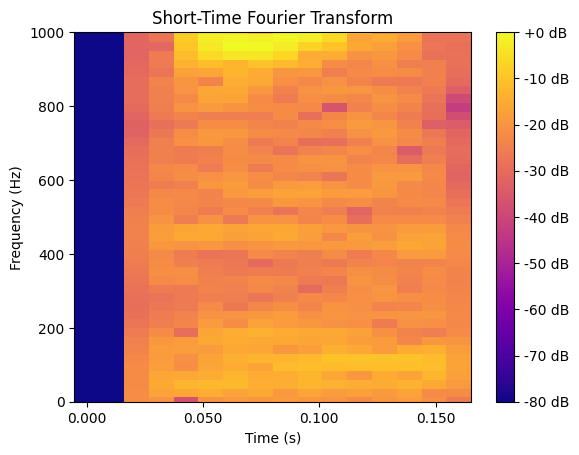 Short-Time Fourier Transform
1000
800
600
400
200
0
Frequency (Hz)
0.000
0.050
0.100
0.150
Time (s)
+0 dB
-10 dB
-20 dB
-30 dB
-40 dB
-50 dB
-60 dB
-70 dB
-80 dB